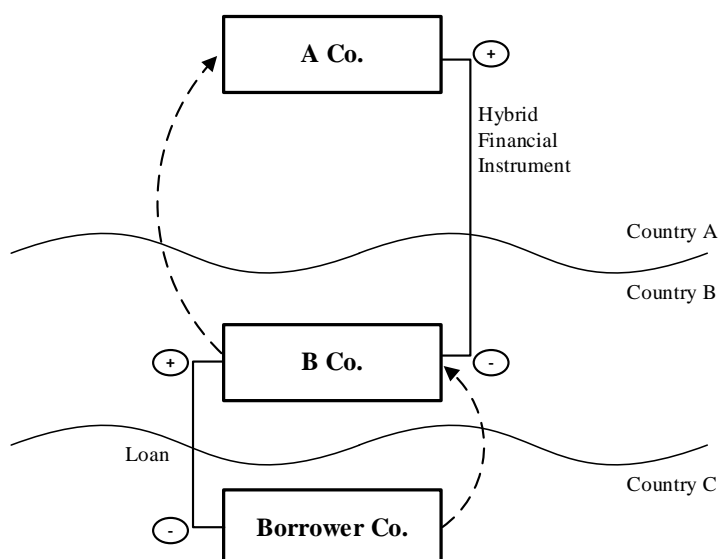 A Co.
+
Hybrid
Financial
Instrument
Country A
Country B
+
B Co.
-
Loan
Country C
-
Borrower Co.